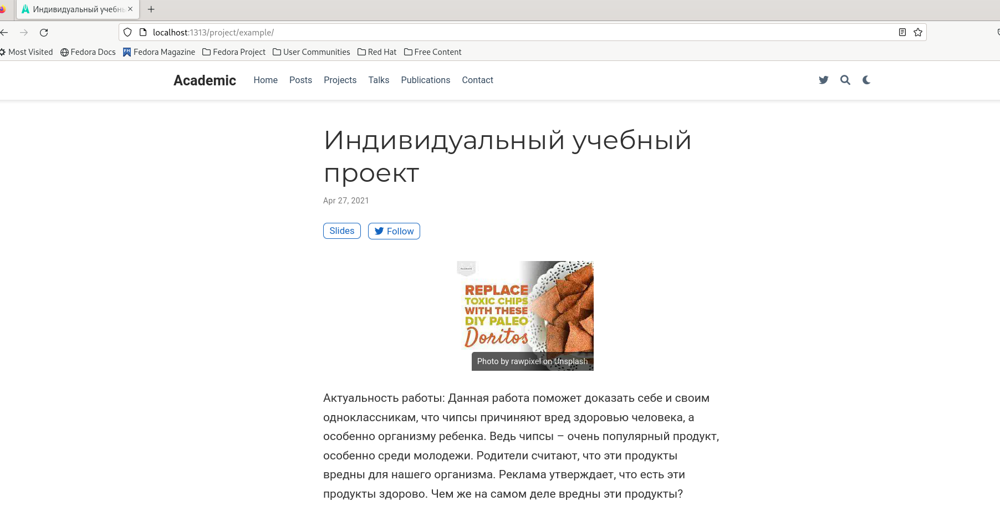 Индивидуальный учебн
localhost:1313/project/example/
Most Visited
Fedora Docs
Fedora Magazine
Fedora Project
User Communities
Red Hat
Free Content
Academic
Home
Posts
Projects
Talks
Publications
Contact
Индивидуальный учебный
проект
Apr 27, 2021
Slides
Follow
REPLACE
TOXIC CHIPS
WITH THESE
DIY PALEO
Doritos
Photo by rawpixel on Unsplash
Актуальность работы: Данная работа поможет доказать себе и своим
одноклассникам, что чипсы причиняют вред здоровью человека, а
особенно организму ребенка. Ведь чипсы – очень популярный продукт,
особенно среди молодежи. Родители считают, что эти продукты
вредны для нашего организма. Реклама утверждает, что есть эти
продукты здорово. Чем же на самом деле вредны эти продукты?